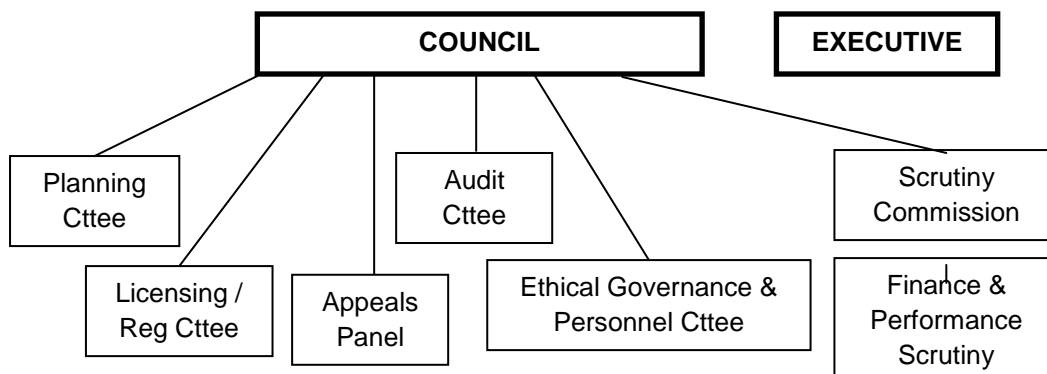 COUNCIL
EXECUTIVE
Planning
Cttee
Audit
Cttee
Scrutiny
Commission
Licensing /
Reg Cttee
Appeals
Panel
Ethical Governance &
Personnel Cttee
Finance &
Performance
Scrutiny